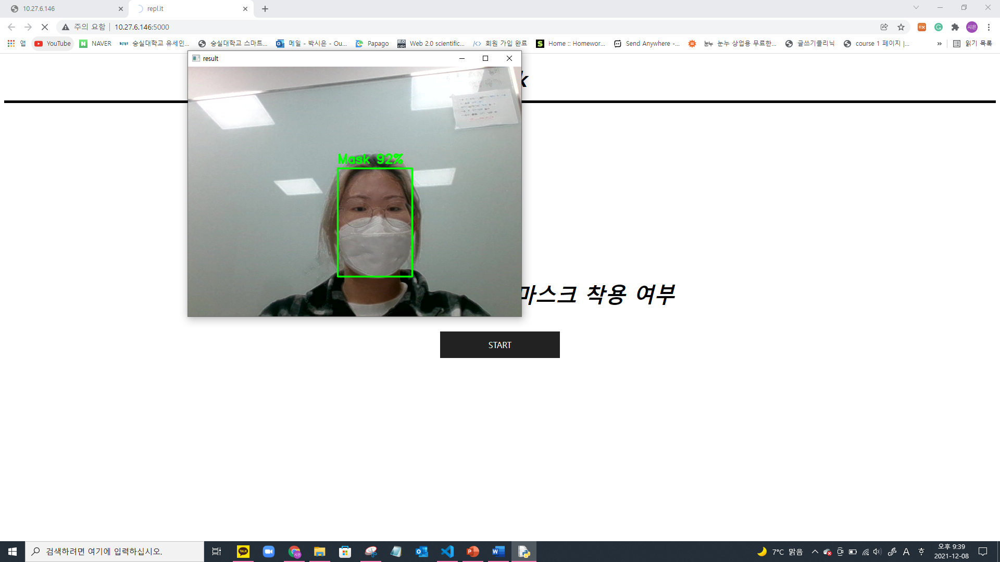 10.27.6.146
repl.it
주의 요함
10.27.6.146:5000
시은
앱
YouTube
NAVER
숭실대학교 유세인...
숭실대학교 스마트...
메일 - 박시은 - Ou...
Papago
Web 2.0 scientific...
회원 가입 완료
Home :: Homewor...
Send Anywhere -...
눈누 상업용 무료한...
글쓰기클리닉
course 1 페이지 |...
»
읽기 목록
result
k
Mask 92%
마스크 착용 여부
START
검색하려면 여기에 입력하십시오.
TALK
7°C 맑음
A
오후 9:39
2021-12-08